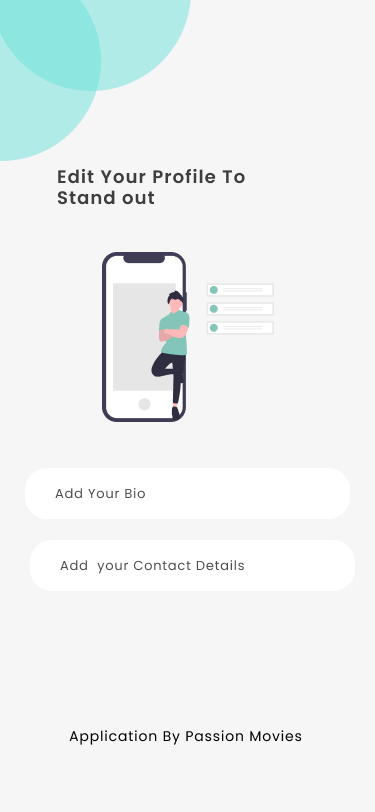 Edit Your Profile To
Stand out
Add Your Bio
Add  your Contact Details
Application By Passion Movies